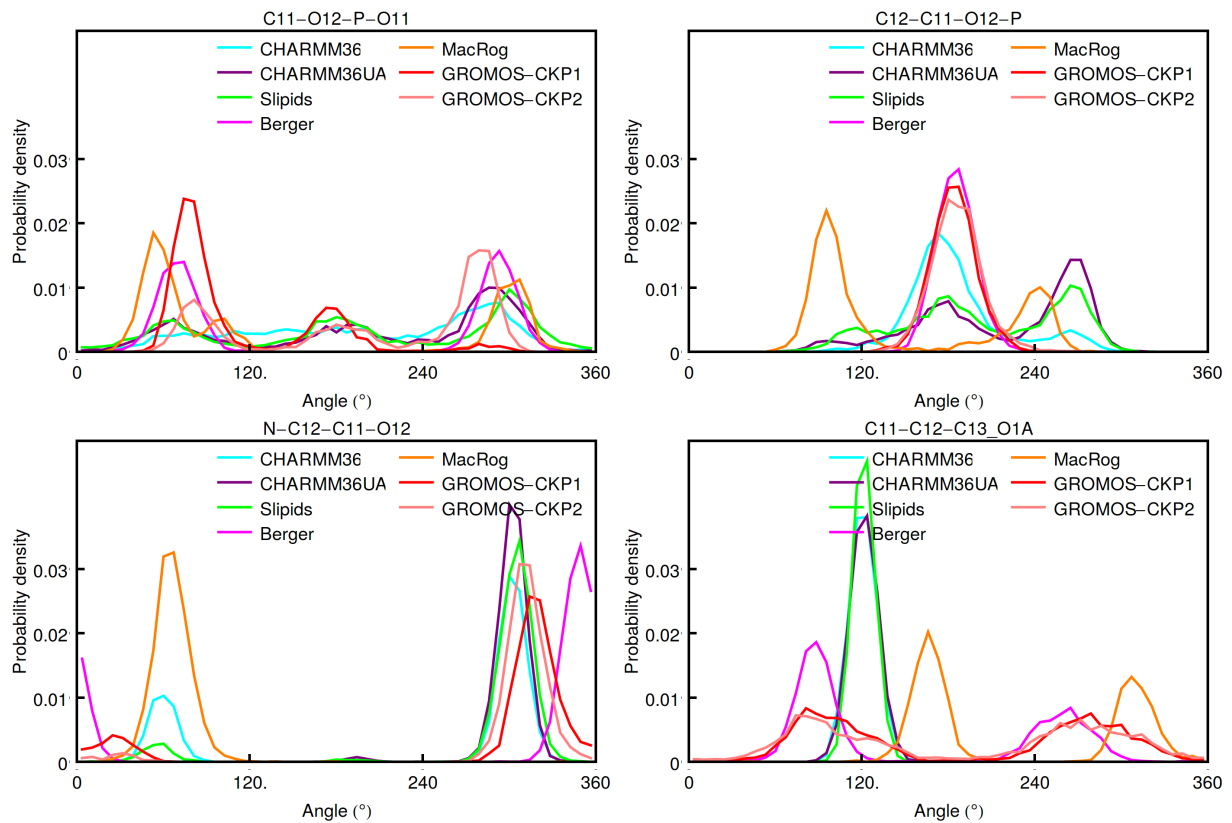 C11−O12−P−O11
CHARMM36
CHARMM36UA
Slipids
Berger
MacRog
GROMOS−CKP1
GROMOS−CKP2
Probability density
0.03
0.02
0.01
0
0 120. 240 360
Angle (°)
C12−C11−O12−P
CHARMM36
CHARMM36UA
Slipids
Berger
MacRog
GROMOS−CKP1
GROMOS−CKP2
Probability density
0.03
0.02
0.01
0
0 120. 240 360
Angle (°)
N−C12−C11−O12
CHARMM36
CHARMM36UA
Slipids
Berger
MacRog
GROMOS−CKP1
GROMOS−CKP2
Probability density
0.03
0.02
0.01
0
0 120. 240 360
Angle (°)
C11−C12−C13_O1A
CHARMM36
CHARMM36UA
Slipids
Berger
MacRog
GROMOS−CKP1
GROMOS−CKP2
Probability density
0.03
0.02
0.01
0
0 120. 240 360
Angle (°)